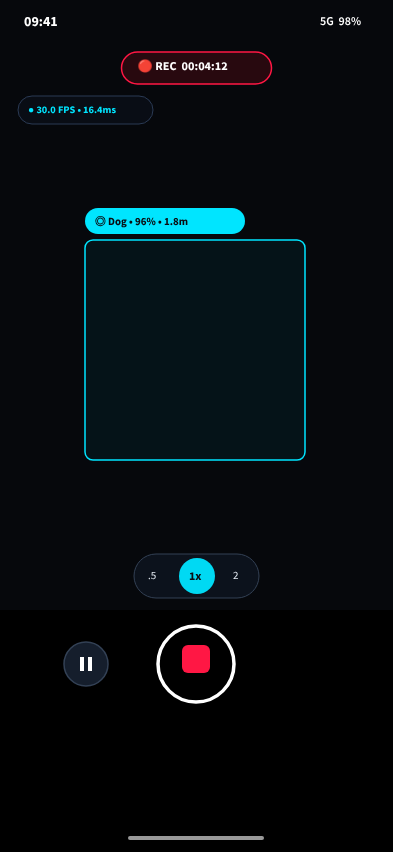 09:41
5G 98%
🔴 REC 00:04:12
● 30.0 FPS • 16.4ms
◎ Dog • 96% • 1.8m
.5 1x 2